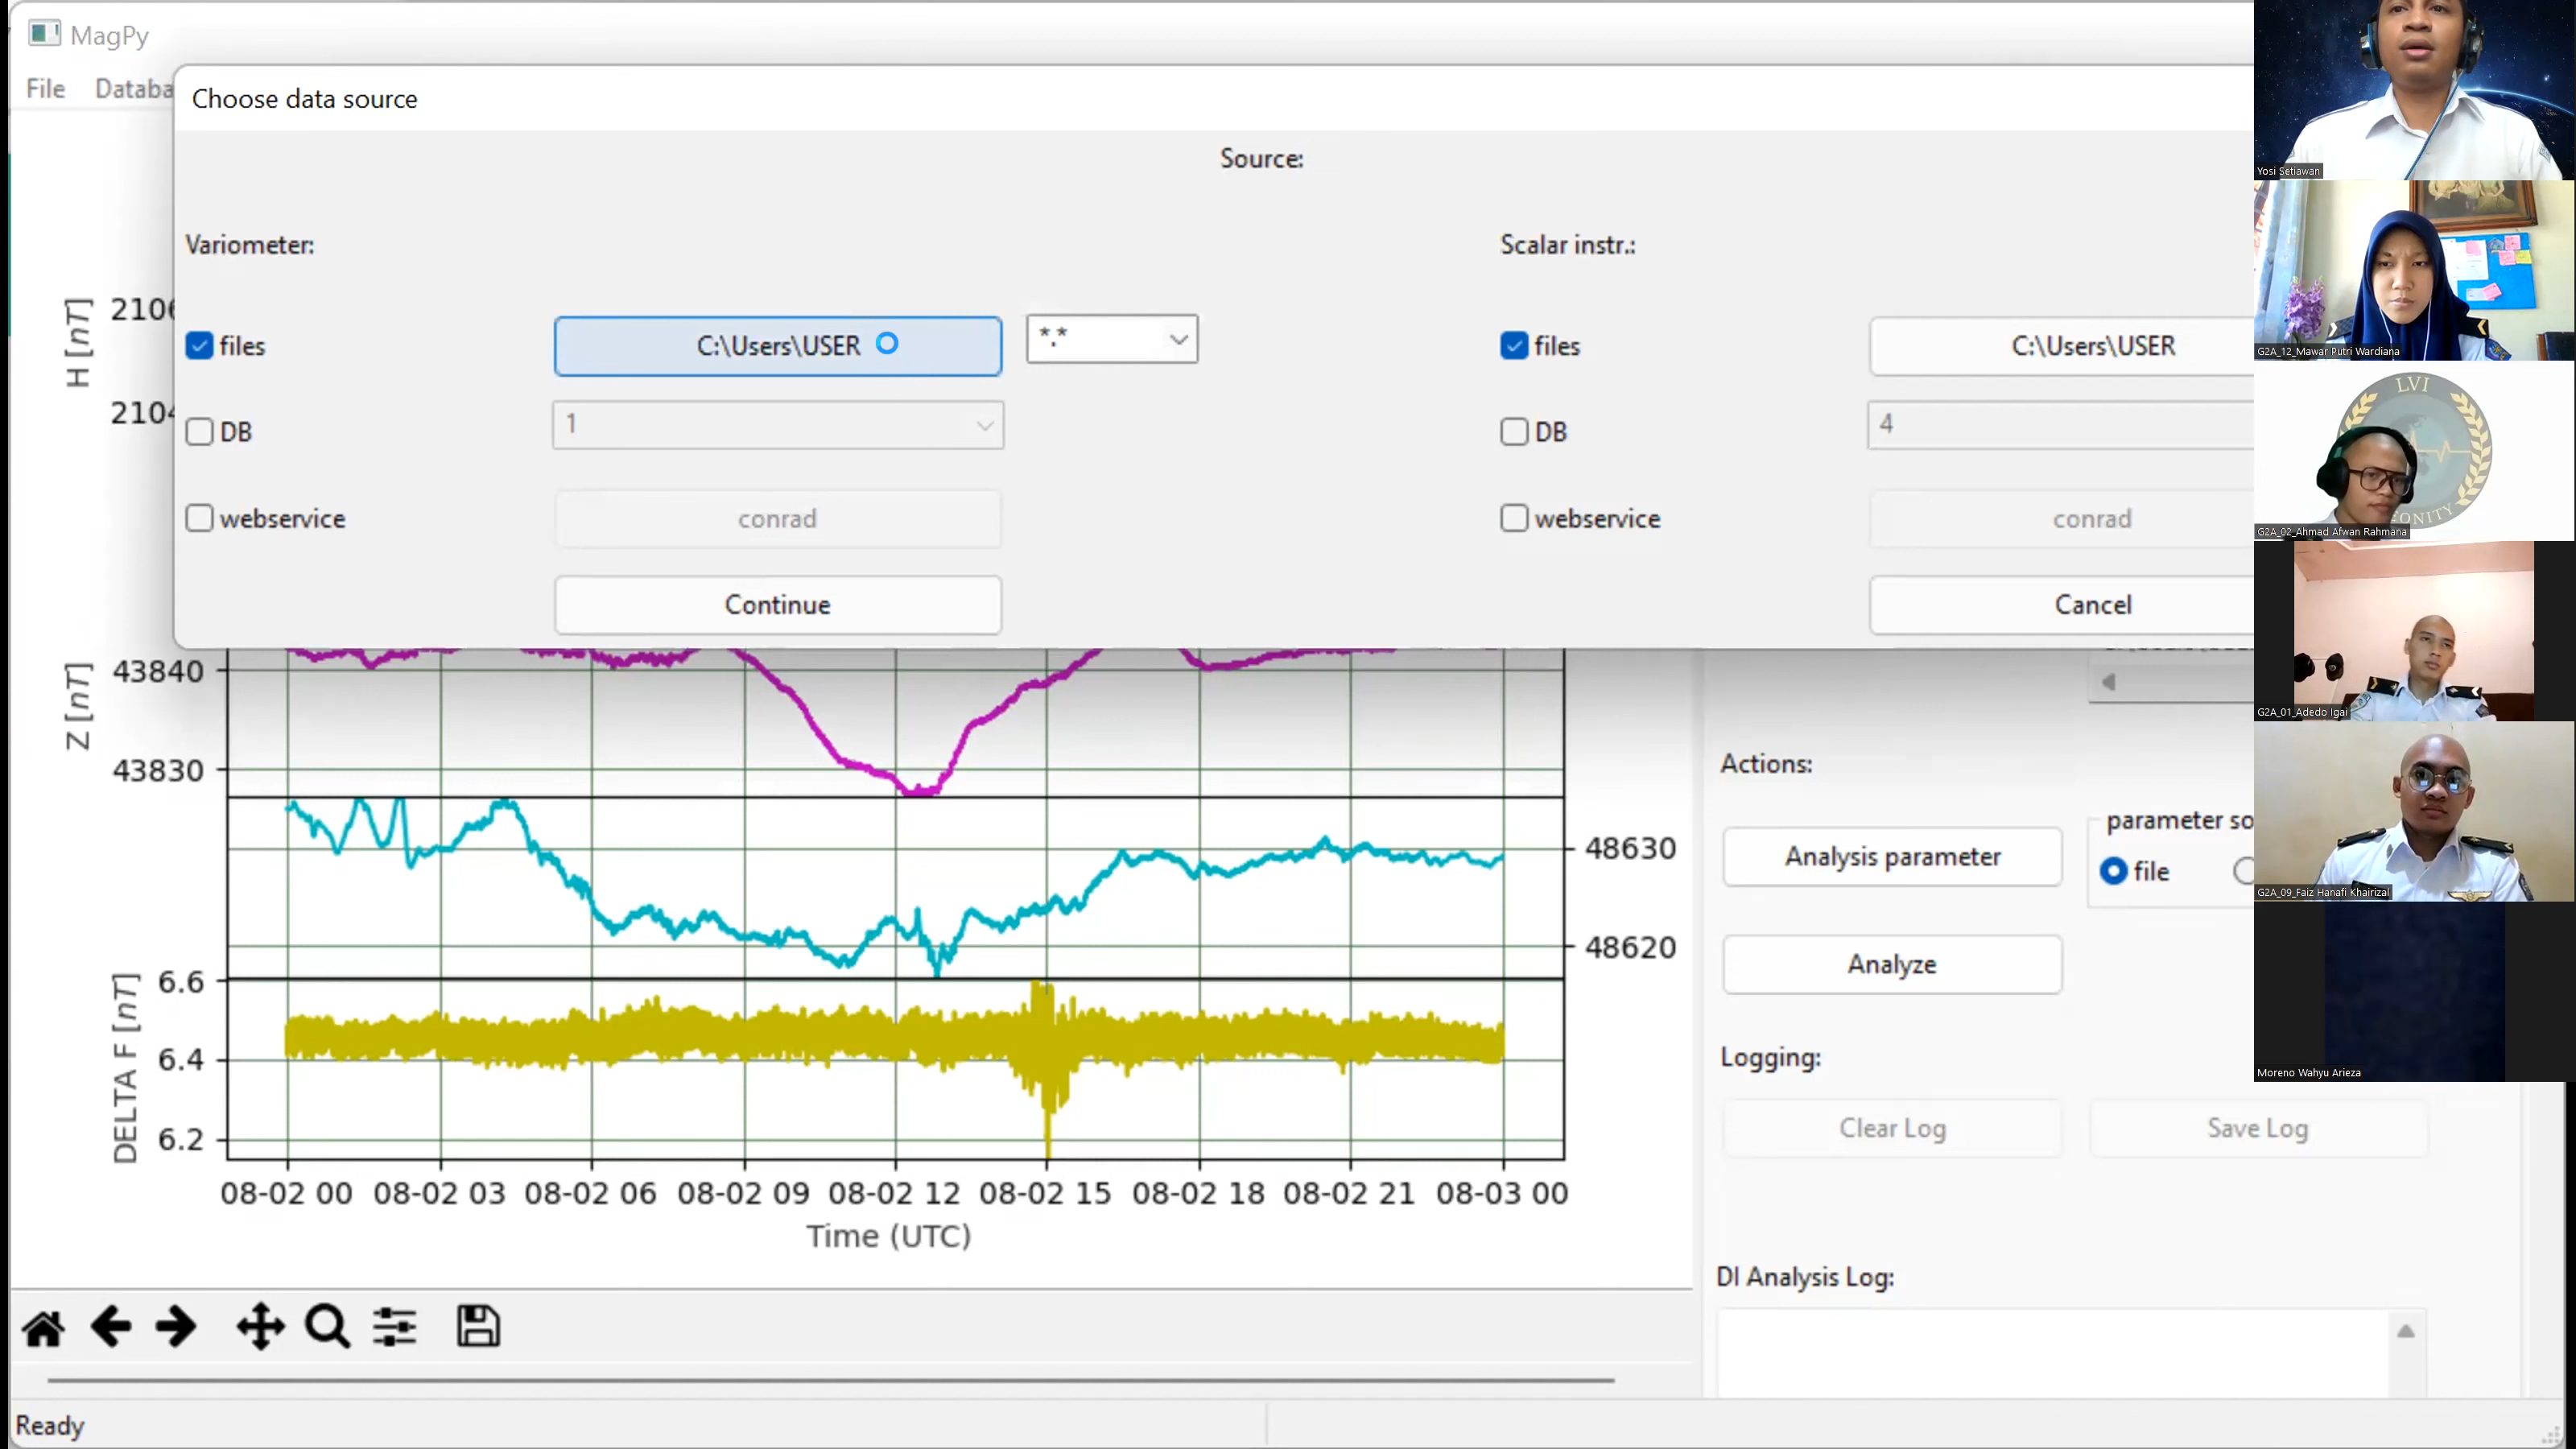 MagPy
File Databa
Choose data source
Source:
Variometer:
Scalar instr.:
files
C:\Users\USER
*.*
files
C:\Users\USER
DB
1
DB
4
webservice
conrad
webservice
conrad
Continue
Cancel
H [nT]
2106
2104
Z [nT]
43840
43830
48630
48620
DELTA F [nT]
6.6
6.4
6.2
08-02 00 08-02 03 08-02 06 08-02 09 08-02 12 08-02 15 08-02 18 08-02 21 08-03 00
Time (UTC)
Actions:
Analysis parameter
parameter so
file
Analyze
Logging:
Clear Log
Save Log
DI Analysis Log:
Ready
Yosi Setiawan
G2A_12_Mawar Putri Wardiana
LVI
EONITY
G2A_02_Ahmad Afwan Rahmana
G2A_01_Adedo Igai
G2A_09_Faiz Hanafi Khairizal
Moreno Wahyu Arieza